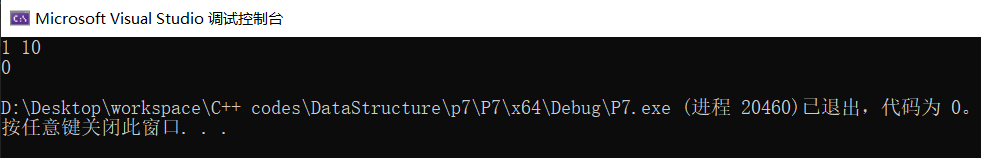 Microsoft Visual Studio 调试控制台
1 10
0
D:\Desktop\workspace\C++ codes\DataStructure\p7\P7\x64\Debug\P7.exe (进程 20460)已退出，代码为 0。
按任意键关闭此窗口. . .